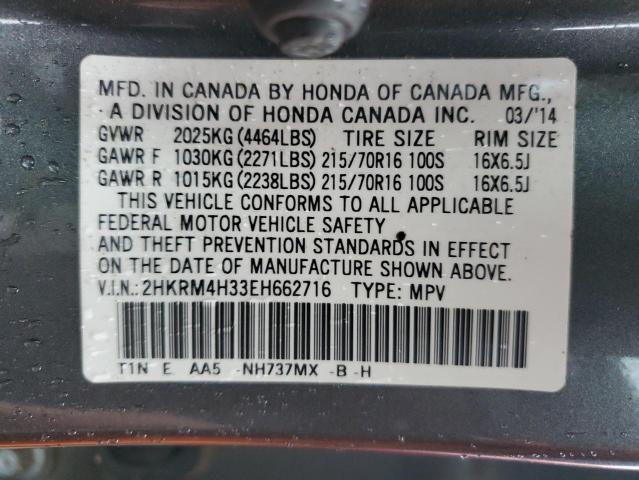 MFD. IN CANADA BY HONDA OF CANADA MFG.,
A DIVISION OF HONDA CANADA INC. 03/'14
GVWR 2025KG(4464LBS) TIRE SIZE RIM SIZE
GAWR F 1030KG(2271LBS) 215/70R16 100S 16X6.5J
GAWR R 1015KG(2238LBS) 215/70R16 100S 16X6.5J
THIS VEHICLE CONFORMS TO ALL APPLICABLE
FEDERAL MOTOR VEHICLE SAFETY
AND THEFT PREVENTION STANDARDS IN EFFECT
ON THE DATE OF MANUFACTURE SHOWN ABOVE.
V.I.N.: 2HKRM4H33EH662716 TYPE: MPV
T1N E AA5 -NH737MX -B -H